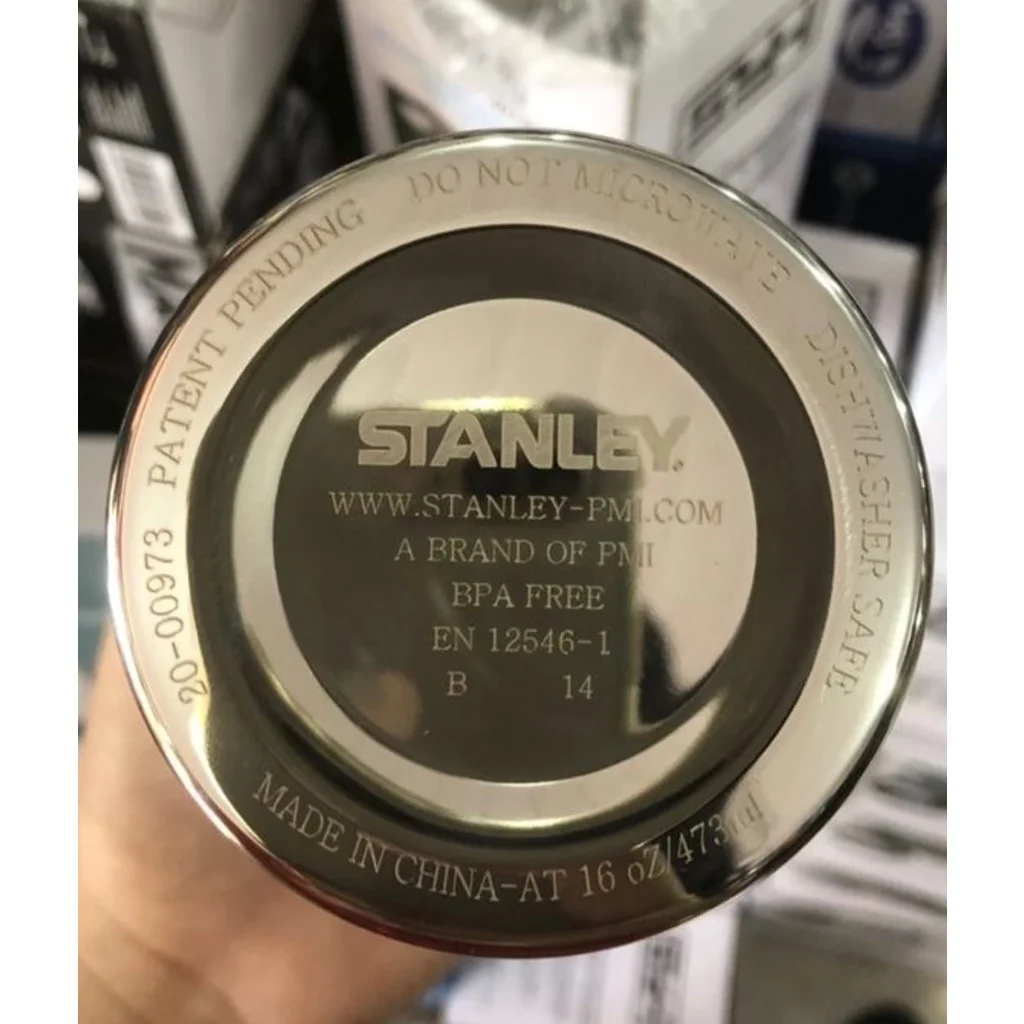 DO NOT MICROWAVE
DISHWASHER SAFE
20-00973 PATENT PENDING
STANLEY.
WWW.STANLEY-PMI.COM
A BRAND OF PMI
BPA FREE
EN 12546-1
B 14
MADE IN CHINA-AT 16 oZ/473ml